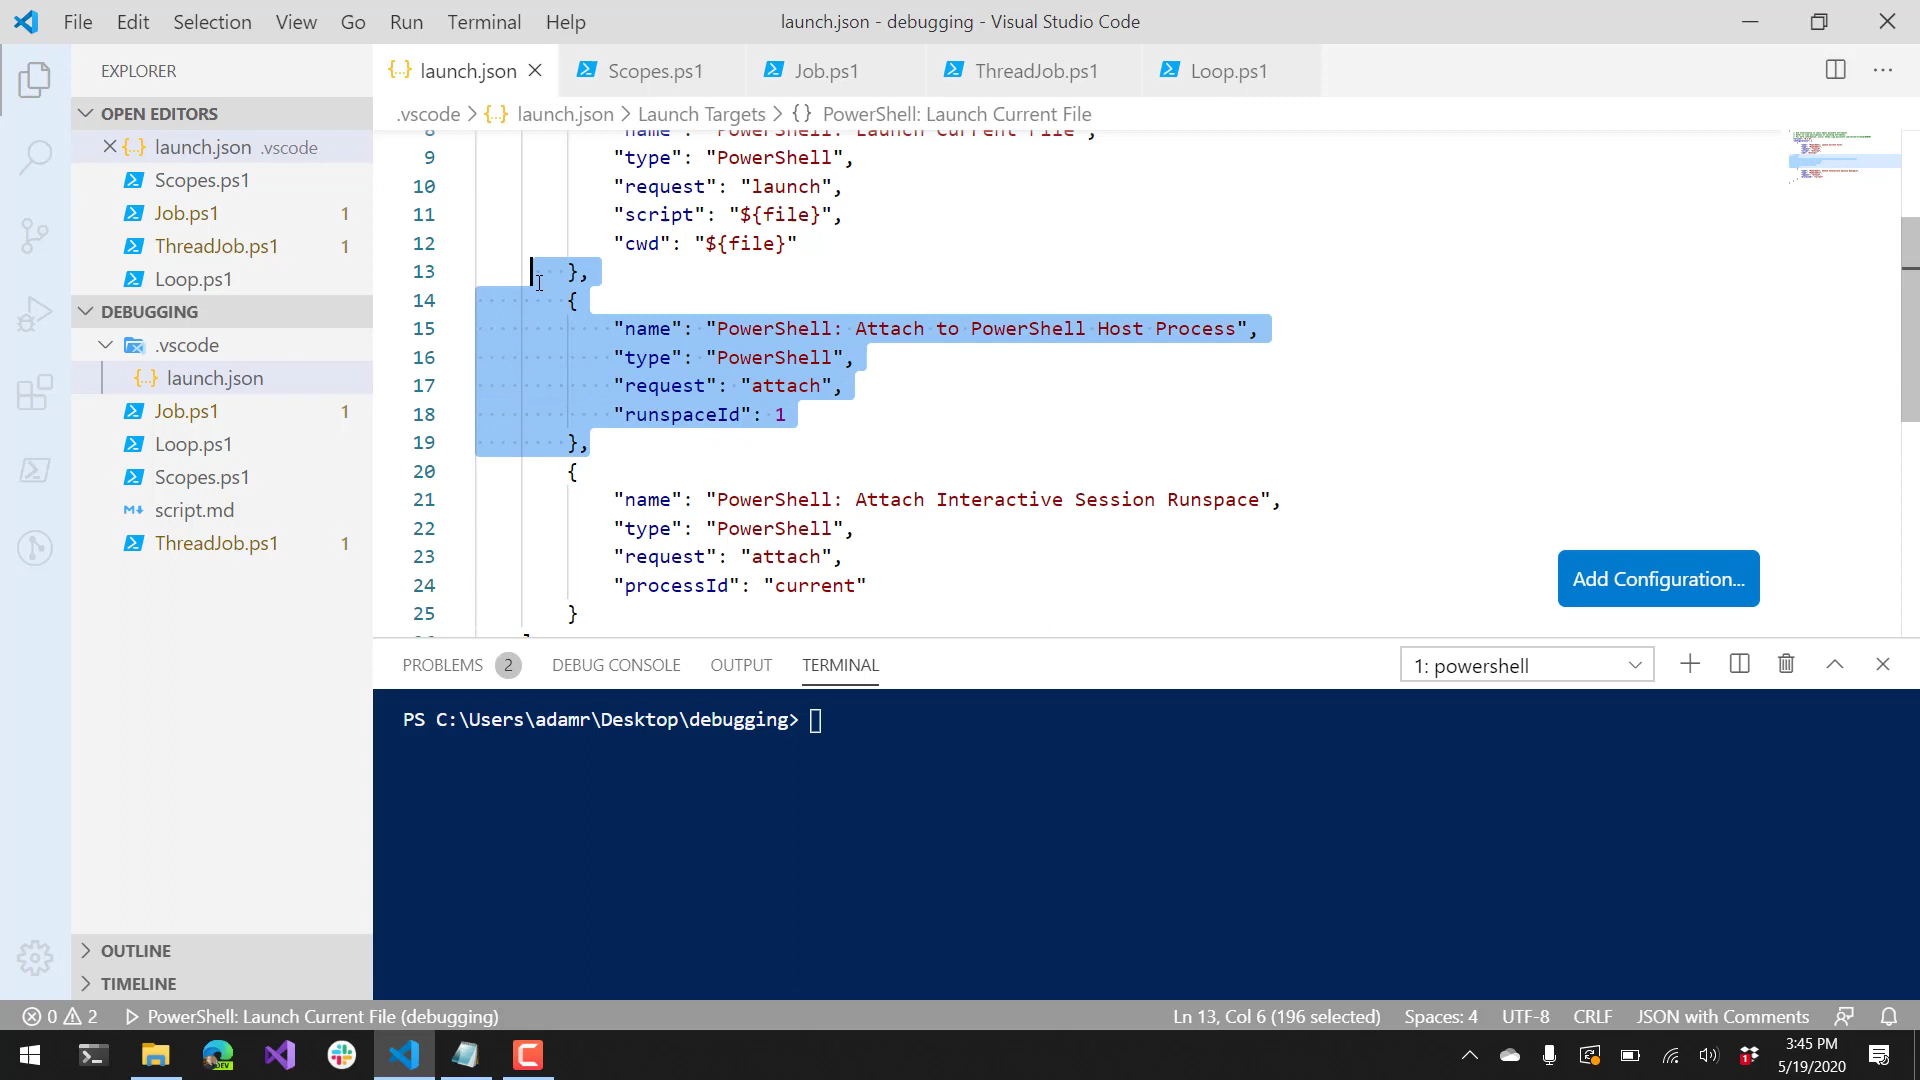 File Edit Selection View Go Run Terminal Help
launch.json - debugging - Visual Studio Code
EXPLORER
OPEN EDITORS
launch.json .vscode
Scopes.ps1
Job.ps1 1
ThreadJob.ps1 1
Loop.ps1
DEBUGGING
.vscode
launch.json
Job.ps1 1
Loop.ps1
Scopes.ps1
script.md
ThreadJob.ps1 1
OUTLINE
TIMELINE
launch.json Scopes.ps1 Job.ps1 ThreadJob.ps1 Loop.ps1
.vscode > {..} launch.json > Launch Targets > {} PowerShell: Launch Current File
8 "name": "PowerShell: Launch Current File",
9 "type": "PowerShell",
10 "request": "launch",
11 "script": "${file}",
12 "cwd": "${file}"
13 },
14 {
15 "name": "PowerShell: Attach to PowerShell Host Process",
16 "type": "PowerShell",
17 "request": "attach",
18 "runspaceId": 1
19 },
20 {
21 "name": "PowerShell: Attach Interactive Session Runspace",
22 "type": "PowerShell",
23 "request": "attach",
24 "processId": "current"
25 }
Add Configuration...
PROBLEMS 2 DEBUG CONSOLE OUTPUT TERMINAL
1: powershell
PS C:\Users\adamr\Desktop\debugging>
0 2 PowerShell: Launch Current File (debugging)
Ln 13, Col 6 (196 selected) Spaces: 4 UTF-8 CRLF JSON with Comments
3:45 PM
5/19/2020